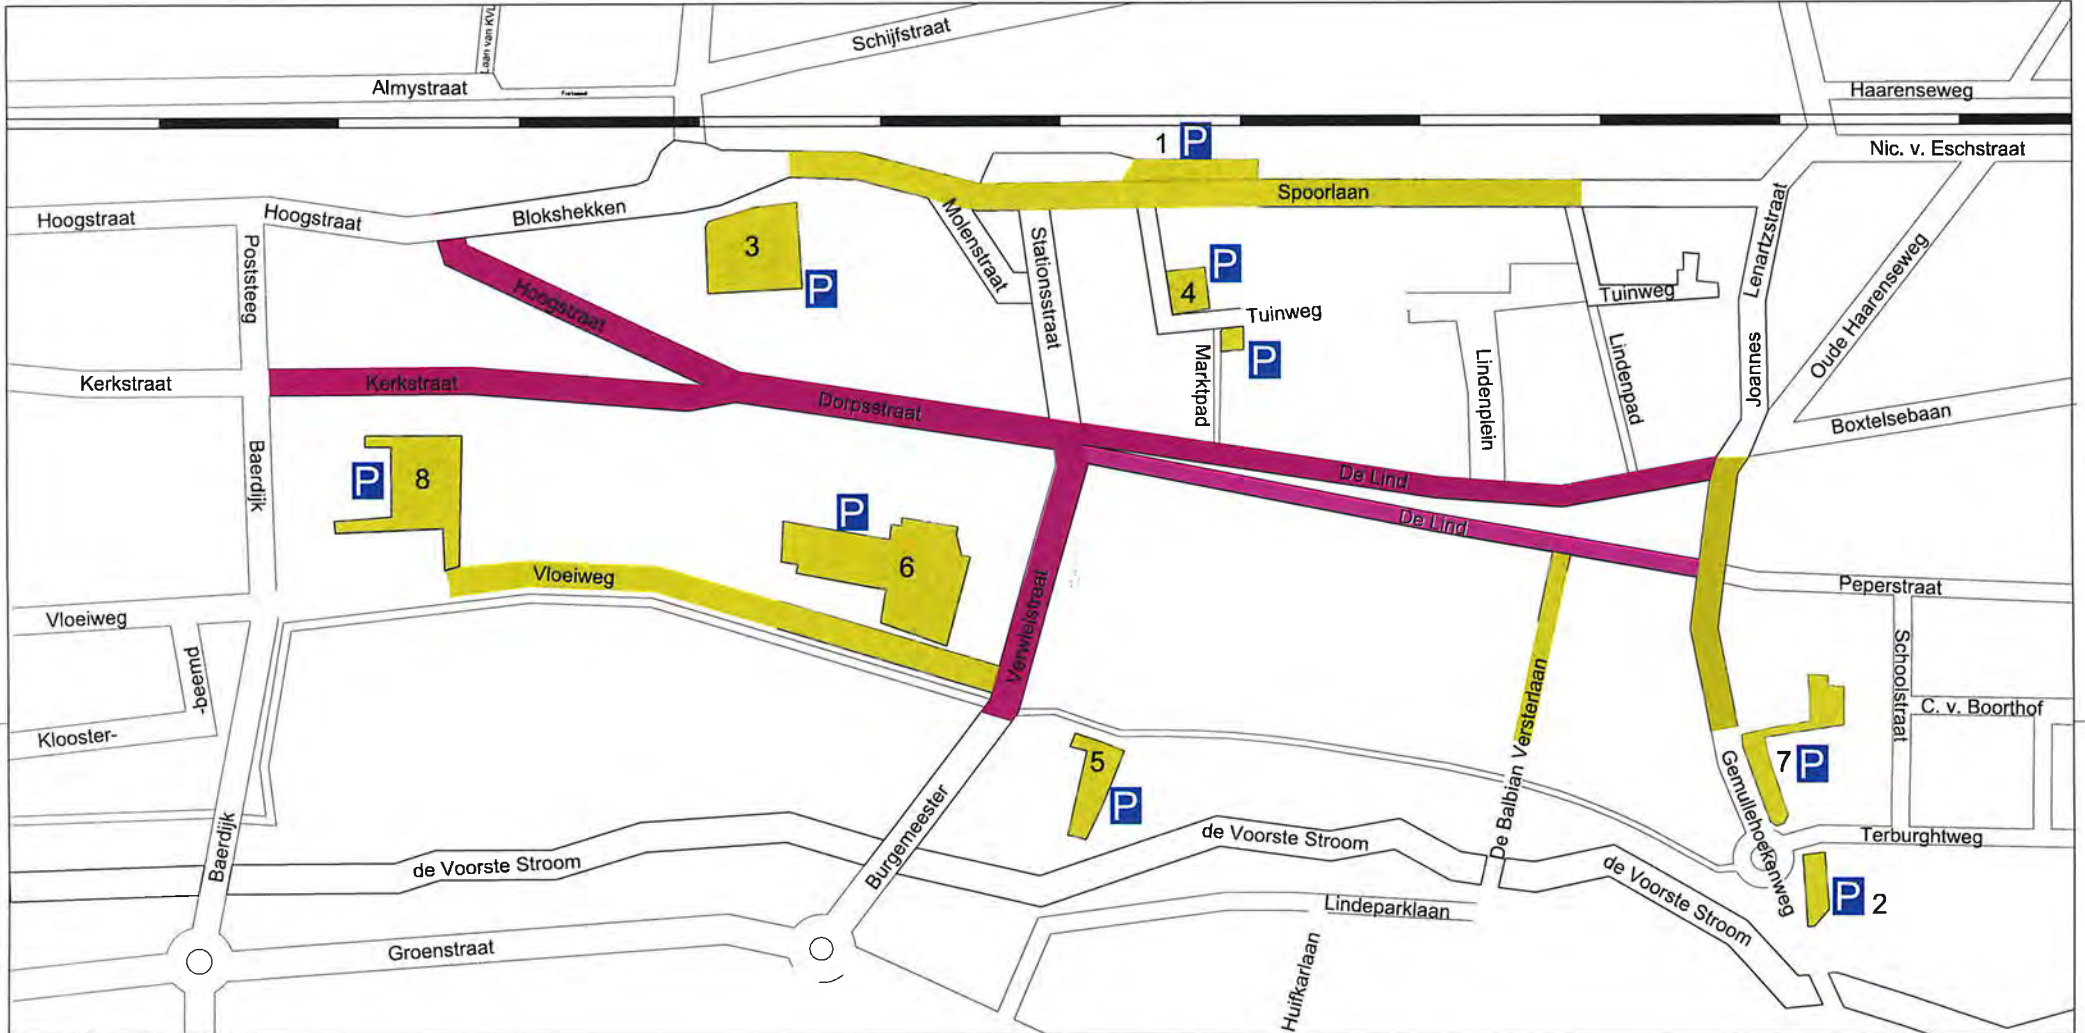 Laan van KVL
Schijfstraat
Almystraat
Haarenseweg
1 P
Nic. v. Eschstraat
Spoorlaan
Hoogstraat
Hoogstraat
Blokshekken
Molenstraat
Stationsstraat
Joannes Lenartzstraat
Oude Haarenseweg
Poststeeg
3
P
4
P
Tuinweg
Tuinweg
P
Hoogstraat
Marktpad
Lindenplein
Lindenpad
Kerkstraat
Kerkstraat
Dorpsstraat
Boxtelsebaan
Baerdijk
P
8
De Lind
De Lind
P
6
Vloeiweg
Vloeiweg
Verwielstraat
Peperstraat
Schoolstraat
-beemd
Klooster-
C. v. Boorthof
De Balbian Versterlaan
5
P
7 P
Gemullehoekenweg
Terburghtweg
Baerdijk
de Voorste Stroom
Burgemeester
de Voorste Stroom
de Voorste Stroom
P 2
Lindeparklaan
Groenstraat
Huifkarlaan